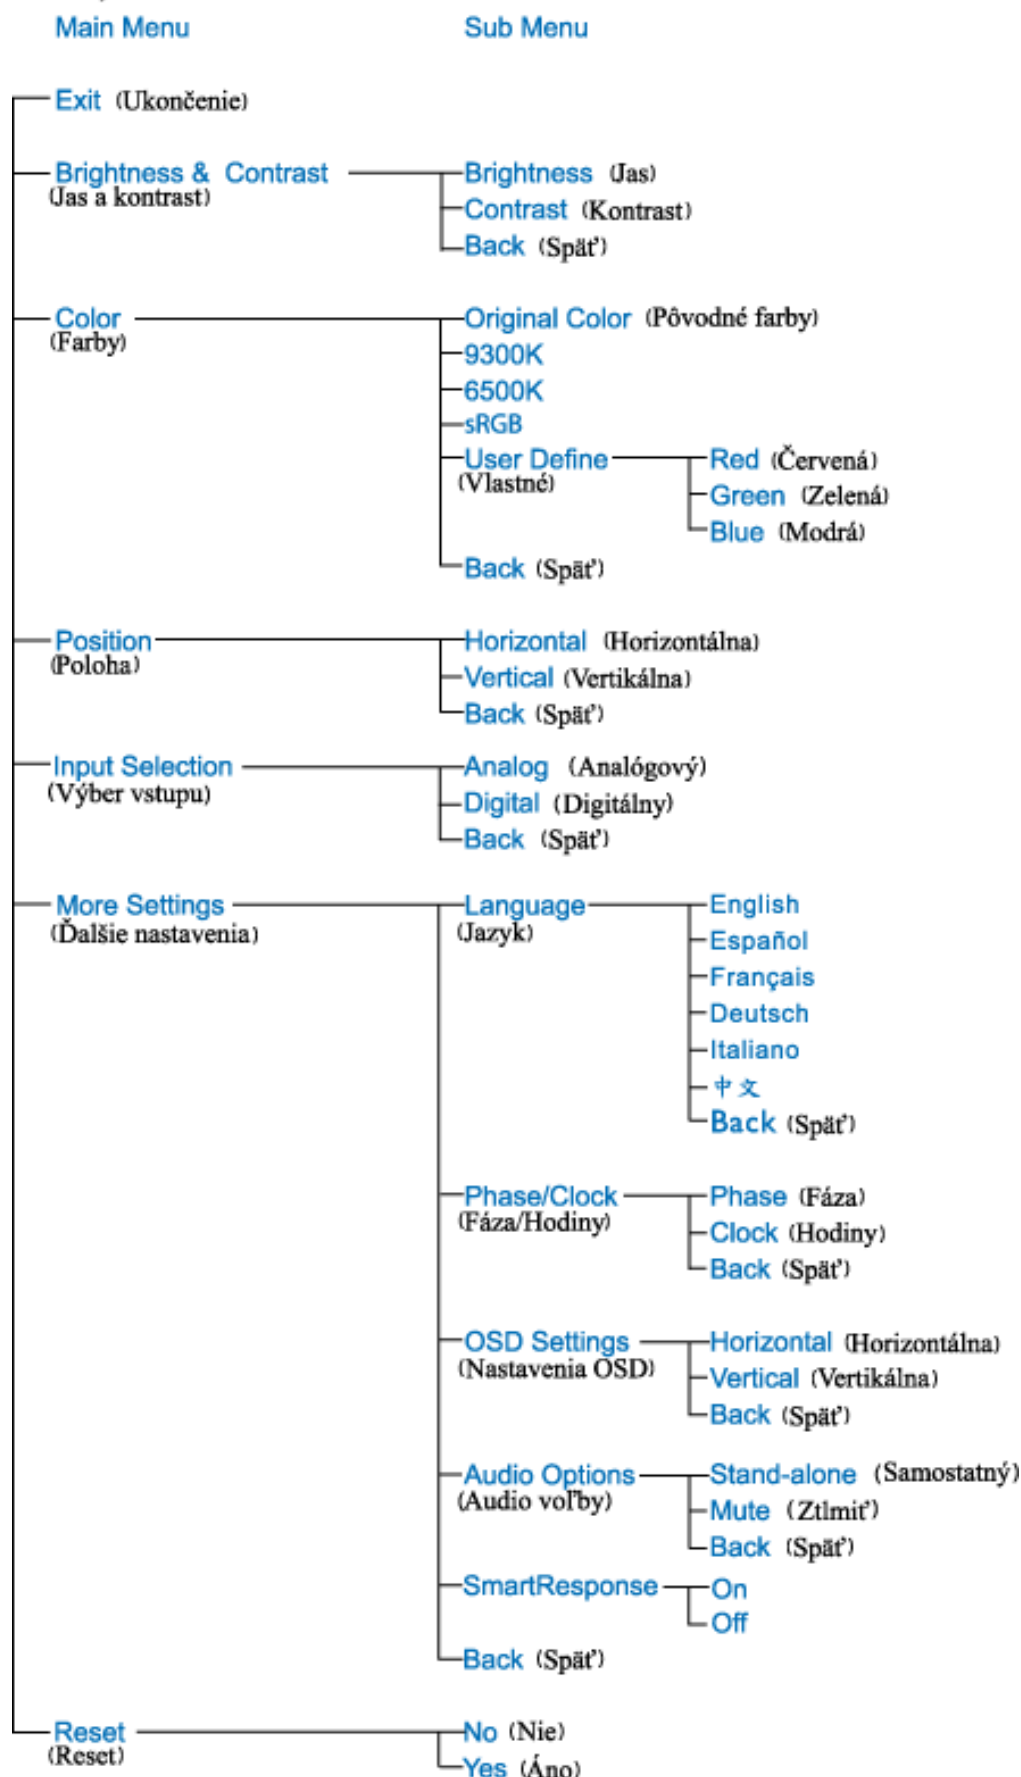 Main Menu Sub Menu
Exit (Ukončenie)
Brightness & Contrast Brightness (Jas)
(Jas a kontrast)
Contrast (Kontrast)
Back (Späť)
Color Original Color (Pôvodné farby)
(Farby)
9300K
6500K
sRGB
User Define Red (Červená)
(Vlastné)
Green (Zelená)
Blue (Modrá)
Back (Späť)
Position Horizontal (Horizontálna)
(Poloha)
Vertical (Vertikálna)
Back (Späť)
Input Selection Analog (Analógový)
(Výber vstupu)
Digital (Digitálny)
Back (Späť)
More Settings Language English
(Ďalšie nastavenia) (Jazyk)
Español
Français
Deutsch
Italiano
中文
Back (Späť)
Phase/Clock Phase (Fáza)
(Fáza/Hodiny)
Clock (Hodiny)
Back (Späť)
OSD Settings Horizontal (Horizontálna)
(Nastavenia OSD)
Vertical (Vertikálna)
Back (Späť)
Audio Options Stand-alone (Samostatný)
(Audio voľby)
Mute (Ztlmiť)
Back (Späť)
SmartResponse On
Off
Back (Späť)
Reset No (Nie)
(Reset)
Yes (Áno)